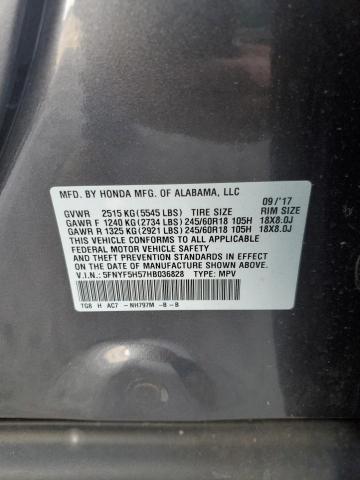 MFD. BY HONDA MFG. OF ALABAMA, LLC 09/'17
GVWR 2515 KG (5545 LBS) TIRE SIZE RIM SIZE
GAWR F 1240 KG (2734 LBS) 245/60R18 105H 18X8.0J
GAWR R 1325 KG (2921 LBS) 245/60R18 105H 18X8.0J
THIS VEHICLE CONFORMS TO ALL APPLICABLE
FEDERAL MOTOR VEHICLE SAFETY, BUMPER,
AND THEFT PREVENTION STANDARDS IN EFFECT
ON THE DATE OF MANUFACTURE SHOWN ABOVE.
V.I.N.: 5FNYF5H57HB036828 TYPE: MPV
TG8 H AC7 -NH797M -B -B